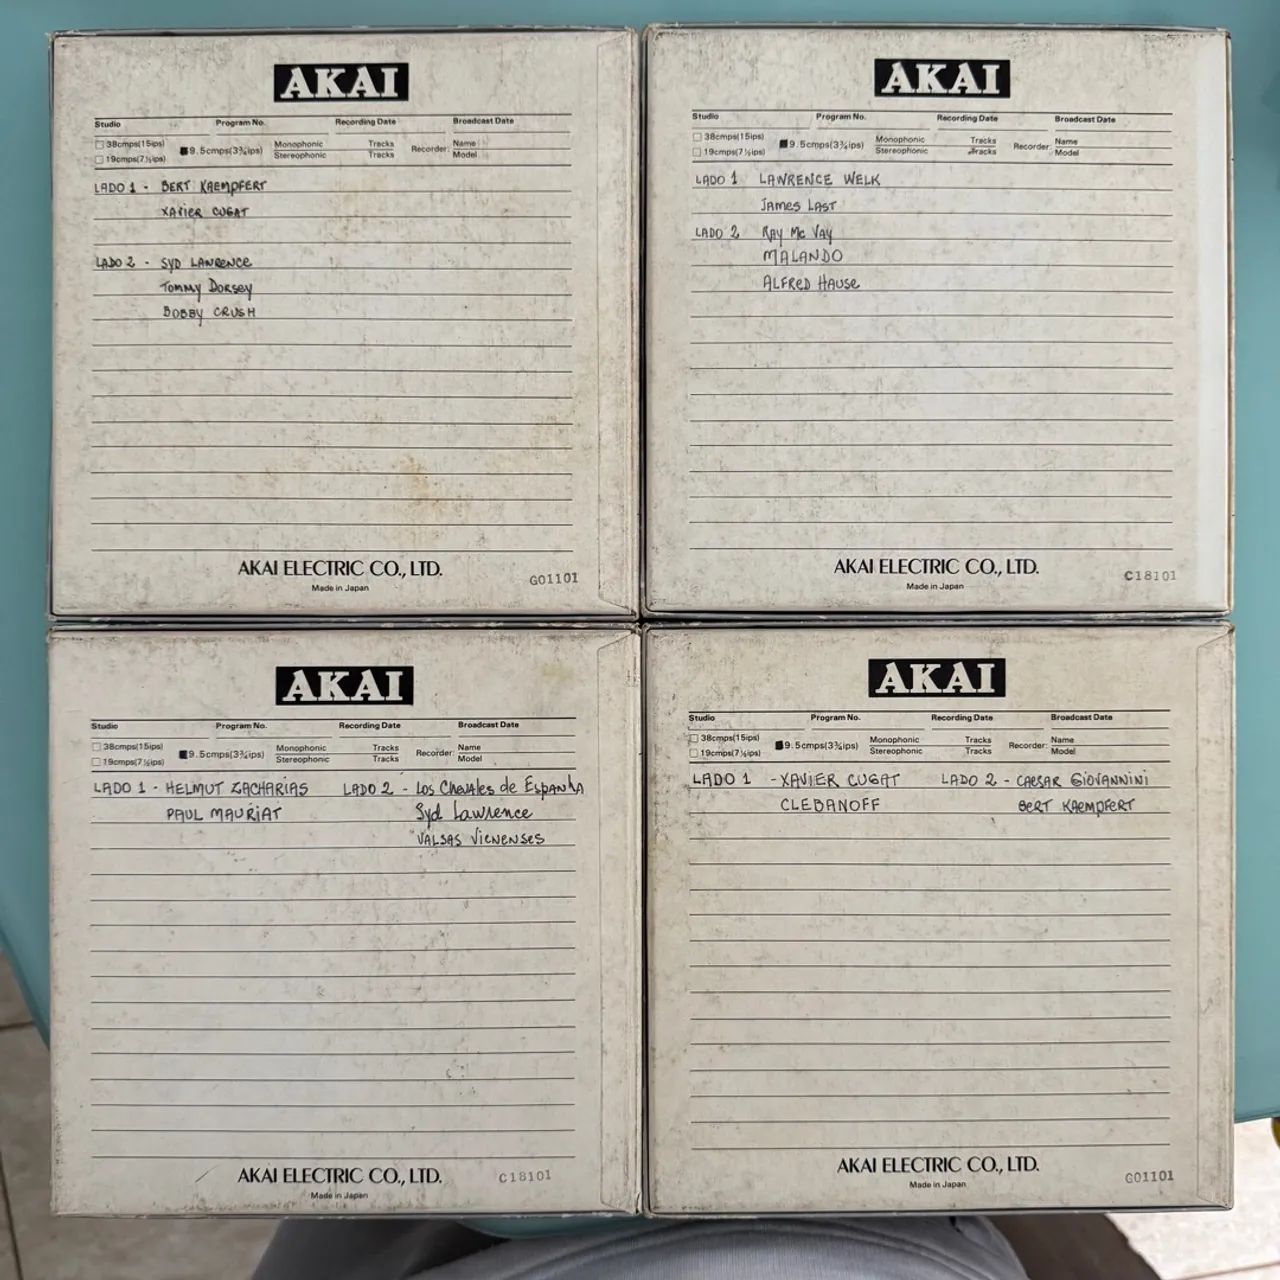 AKAI
Studio Program No. Recording Date Broadcast Date
38cmps(15ips) 9.5cmps(3¾ips) Monophonic Tracks Recorder: Name
19cmps(7½ips) Stereophonic Tracks Model
LADO 1 - BERT KAEMPFERT
XAVIER CUGAT
LADO 2 - SYD LAWRENCE
TOMMY DORSEY
BOBBY CRUSH
AKAI ELECTRIC CO., LTD.
Made in Japan
G01101
AKAI
Studio Program No. Recording Date Broadcast Date
38cmps(15ips) 9.5cmps(3¾ips) Monophonic Tracks Recorder: Name
19cmps(7½ips) Stereophonic Tracks Model
LADO 1 LAWRENCE WELK
JAMES LAST
LADO 2 RAY Mc VAY
MALANDO
ALFRED HAUSE
AKAI ELECTRIC CO., LTD.
Made in Japan
C18101
AKAI
Studio Program No. Recording Date Broadcast Date
38cmps(15ips) 9.5cmps(3¾ips) Monophonic Tracks Recorder: Name
19cmps(7½ips) Stereophonic Tracks Model
LADO 1 - HELMUT ZACHARIAS LADO 2 - Los Chavales de España
PAUL MAURIAT Syd Lawrence
VALSAS VIENENSES
AKAI ELECTRIC CO., LTD.
Made in Japan
C18101
AKAI
Studio Program No. Recording Date Broadcast Date
38cmps(15ips) 9.5cmps(3¾ips) Monophonic Tracks Recorder: Name
19cmps(7½ips) Stereophonic Tracks Model
LADO 1 - XAVIER CUGAT LADO 2 - CAESAR GIOVANNINI
CLEBANOFF BERT KAEMPFERT
AKAI ELECTRIC CO., LTD.
Made in Japan
G01101